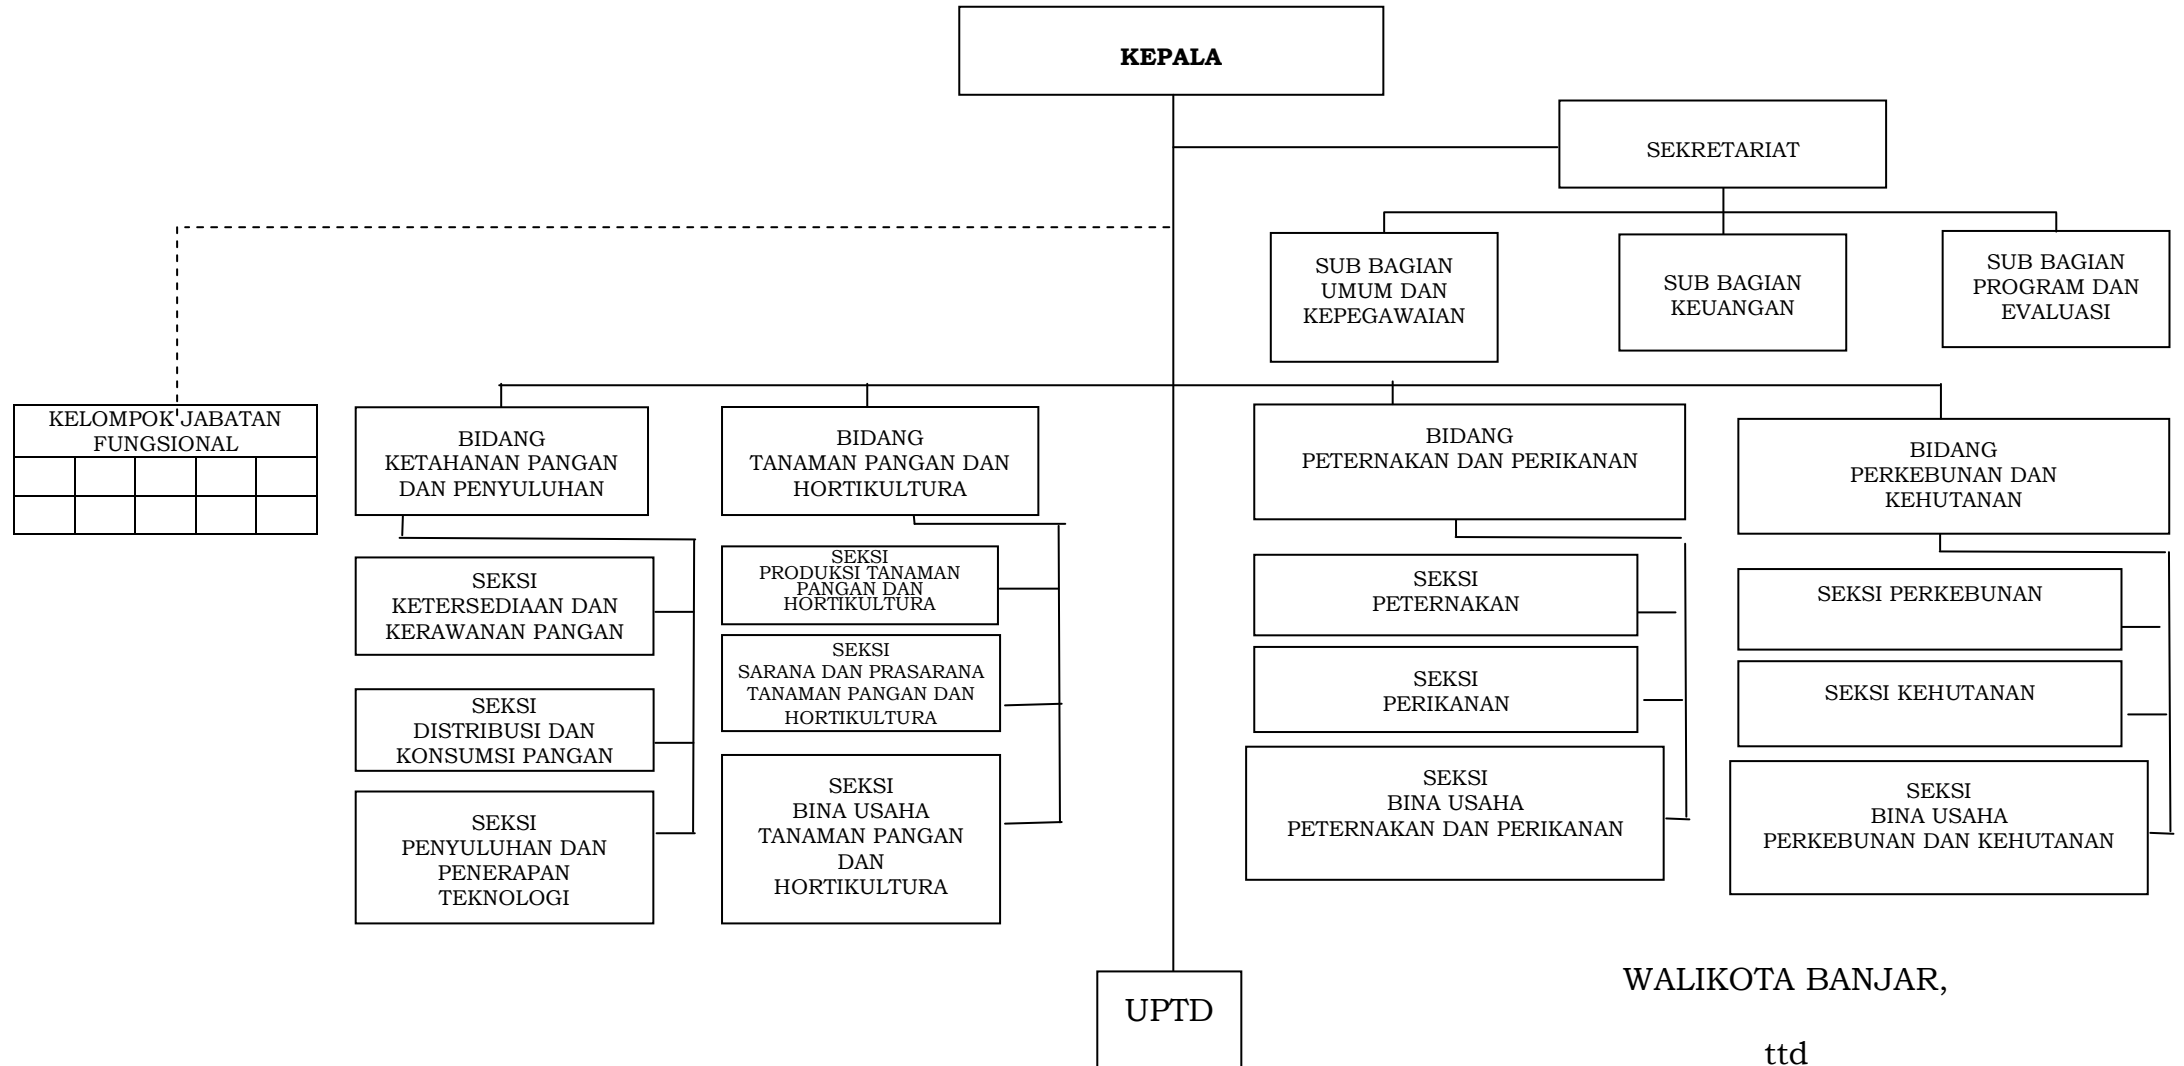 KEPALA
SEKRETARIAT
SUB BAGIAN
UMUM DAN
KEPEGAWAIAN
SUB BAGIAN
KEUANGAN
SUB BAGIAN
PROGRAM DAN
EVALUASI
KELOMPOK JABATAN
FUNGSIONAL
BIDANG
KETAHANAN PANGAN
DAN PENYULUHAN
BIDANG
TANAMAN PANGAN DAN
HORTIKULTURA
BIDANG
PETERNAKAN DAN PERIKANAN
BIDANG
PERKEBUNAN DAN
KEHUTANAN
SEKSI
KETERSEDIAAN DAN
KERAWANAN PANGAN
SEKSI
DISTRIBUSI DAN
KONSUMSI PANGAN
SEKSI
PENYULUHAN DAN
PENERAPAN
TEKNOLOGI
SEKSI
PRODUKSI TANAMAN
PANGAN DAN
HORTIKULTURA
SEKSI
SARANA DAN PRASARANA
TANAMAN PANGAN DAN
HORTIKULTURA
SEKSI
BINA USAHA
TANAMAN PANGAN
DAN
HORTIKULTURA
SEKSI
PETERNAKAN
SEKSI
PERIKANAN
SEKSI
BINA USAHA
PETERNAKAN DAN PERIKANAN
SEKSI PERKEBUNAN
SEKSI KEHUTANAN
SEKSI
BINA USAHA
PERKEBUNAN DAN KEHUTANAN
UPTD
WALIKOTA BANJAR,
ttd